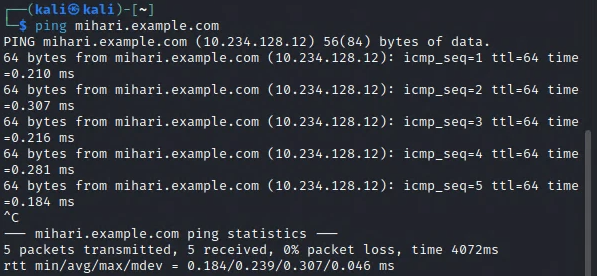 ┌──(kali㉿kali)-[~]
└─$ ping mihari.example.com
PING mihari.example.com (10.234.128.12) 56(84) bytes of data.
64 bytes from mihari.example.com (10.234.128.12): icmp_seq=1 ttl=64 time
=0.210 ms
64 bytes from mihari.example.com (10.234.128.12): icmp_seq=2 ttl=64 time
=0.307 ms
64 bytes from mihari.example.com (10.234.128.12): icmp_seq=3 ttl=64 time
=0.216 ms
64 bytes from mihari.example.com (10.234.128.12): icmp_seq=4 ttl=64 time
=0.281 ms
64 bytes from mihari.example.com (10.234.128.12): icmp_seq=5 ttl=64 time
=0.184 ms
^C
--- mihari.example.com ping statistics ---
5 packets transmitted, 5 received, 0% packet loss, time 4072ms
rtt min/avg/max/mdev = 0.184/0.239/0.307/0.046 ms